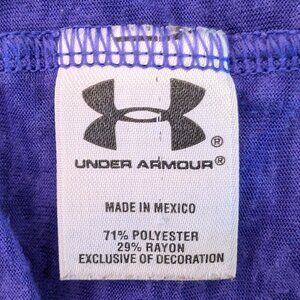 ®
UNDER ARMOUR®
MADE IN MEXICO
71% POLYESTER
29% RAYON
EXCLUSIVE OF DECORATION